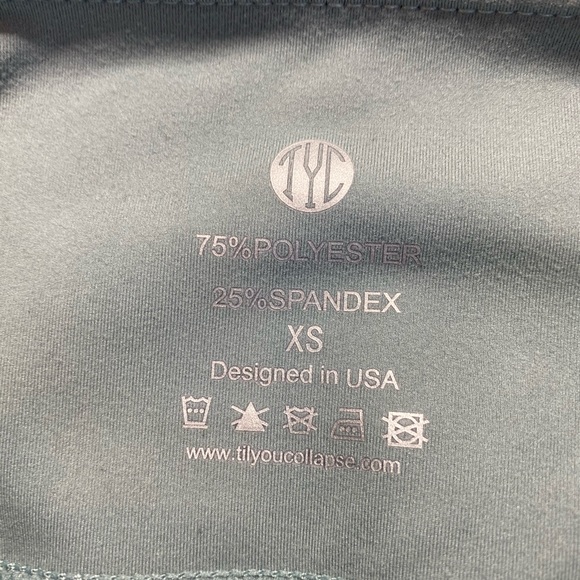 TYC
75%POLYESTER
25%SPANDEX
XS
Designed in USA
www.tilyoucollapse.com